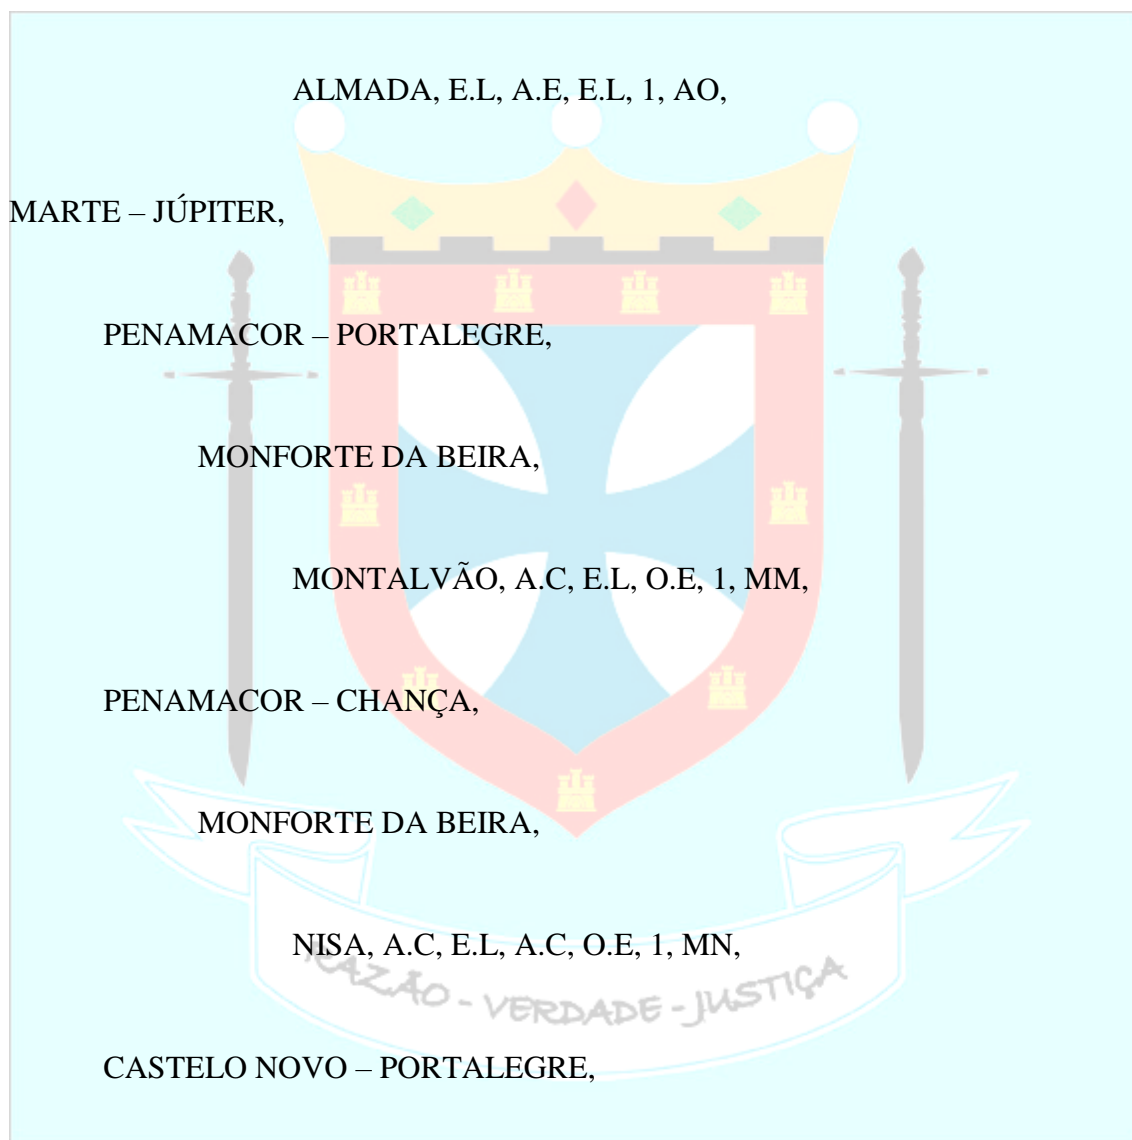 ALMADA, E.L, A.E, E.L, 1, AO,
MARTE – JÚPITER,
PENAMACOR – PORTALEGRE,
MONFORTE DA BEIRA,
MONTALVÃO, A.C, E.L, O.E, 1, MM,
PENAMACOR – CHANÇA,
MONFORTE DA BEIRA,
NISA, A.C, E.L, A.C, O.E, 1, MN,
RAZÃO - VERDADE - JUSTIÇA
CASTELO NOVO – PORTALEGRE,